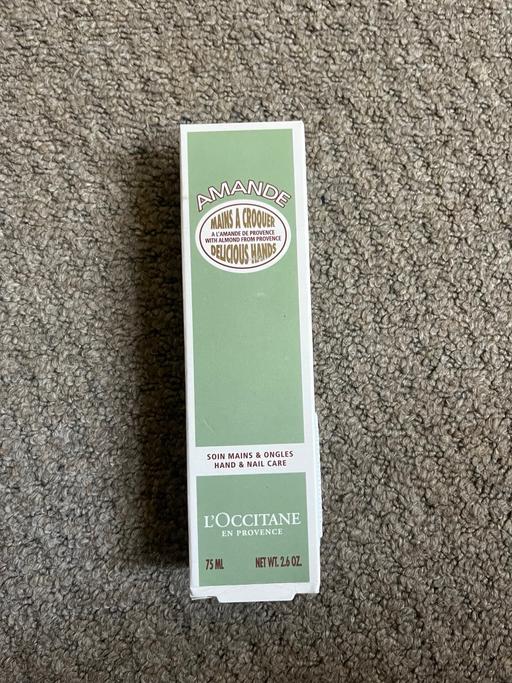 AMANDE
MAINS A CROQUER
A L'AMANDE DE PROVENCE
WITH ALMOND FROM PROVENCE
DELICIOUS HANDS
SOIN MAINS & ONGLES
HAND & NAIL CARE
L'OCCITANE
EN PROVENCE
75 ML NET WT. 2.6 OZ.